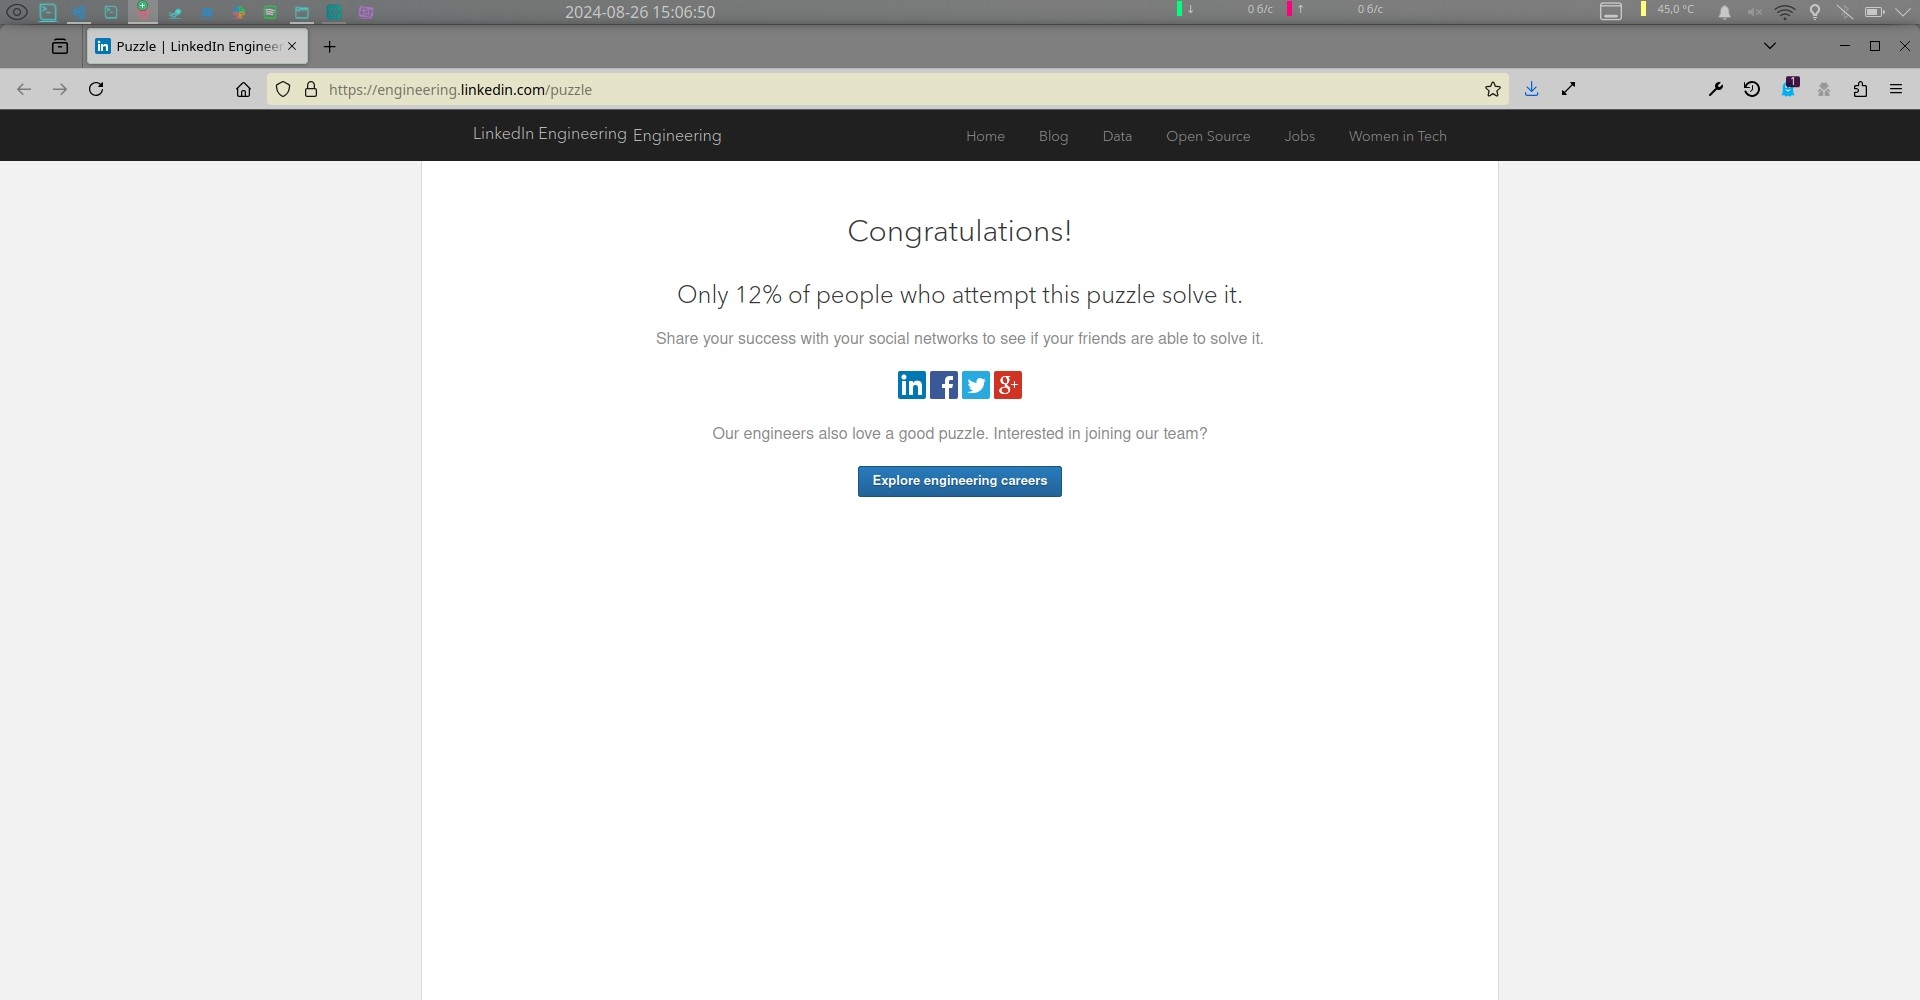 2024-08-26 15:06:50
↓ 0 б/с ↑ 0 б/с
45,0 °C
Puzzle | LinkedIn Engineer
1
https://engineering.linkedin.com/puzzle
LinkedIn Engineering Engineering
Home Blog Data Open Source Jobs Women in Tech
Congratulations!
Only 12% of people who attempt this puzzle solve it.
Share your success with your social networks to see if your friends are able to solve it.
in f g+
Our engineers also love a good puzzle. Interested in joining our team?
Explore engineering careers